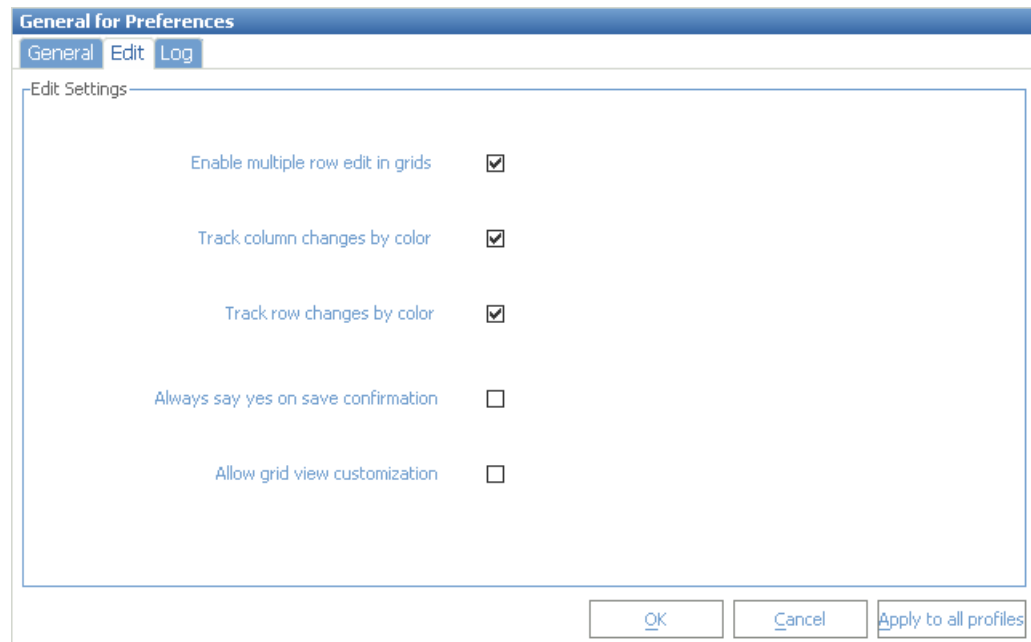 General for Preferences
General Edit Log
Edit Settings
Enable multiple row edit in grids
Track column changes by color
Track row changes by color
Always say yes on save confirmation
Allow grid view customization
OK Cancel Apply to all profiles